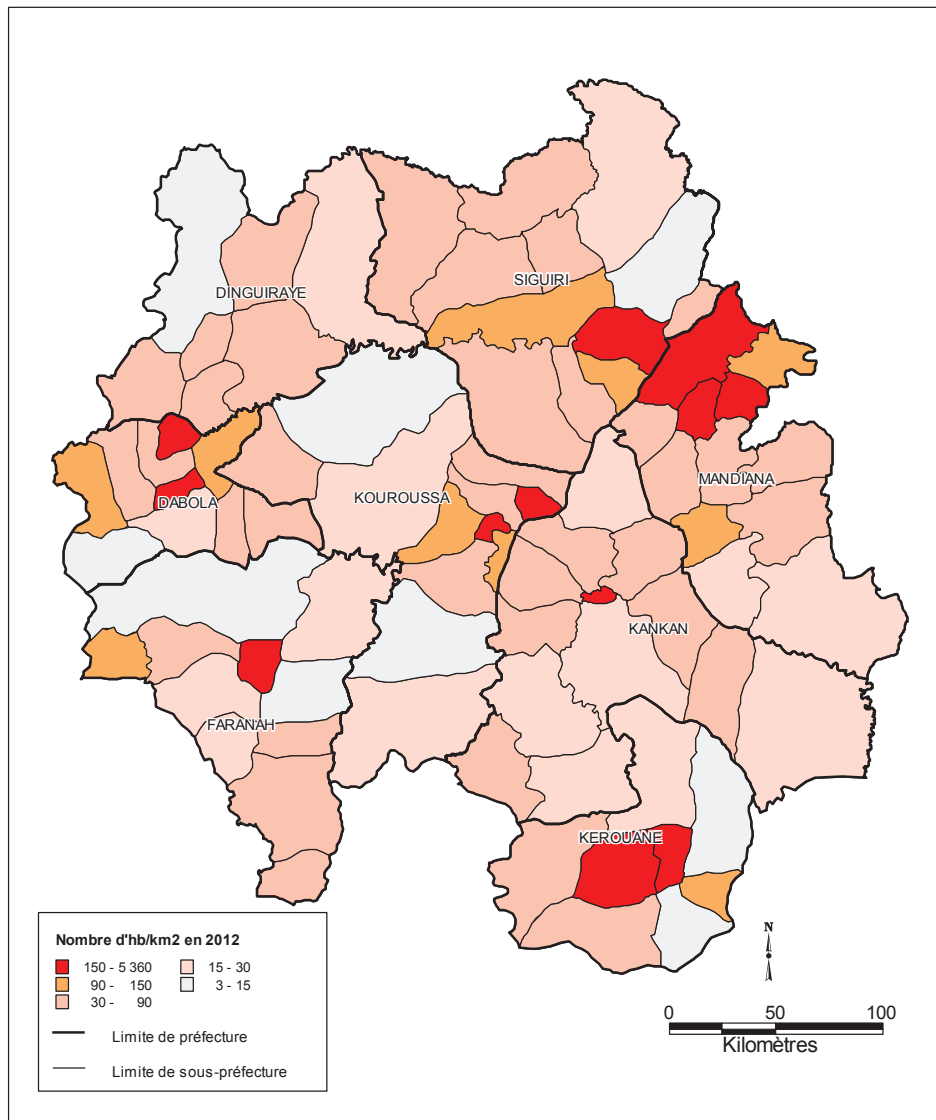 SIGUIRI
DINGUIRAYE
MANDIANA
KOUROUSSA
DABOLA
KANKAN
FARANAH
KEROUANE
Nombre d'hb/km2 en 2012
150 - 5 360
90 - 150
30 - 90
15 - 30
3 - 15
Limite de préfecture
Limite de sous-préfecture
N
0 50 100
Kilomètres